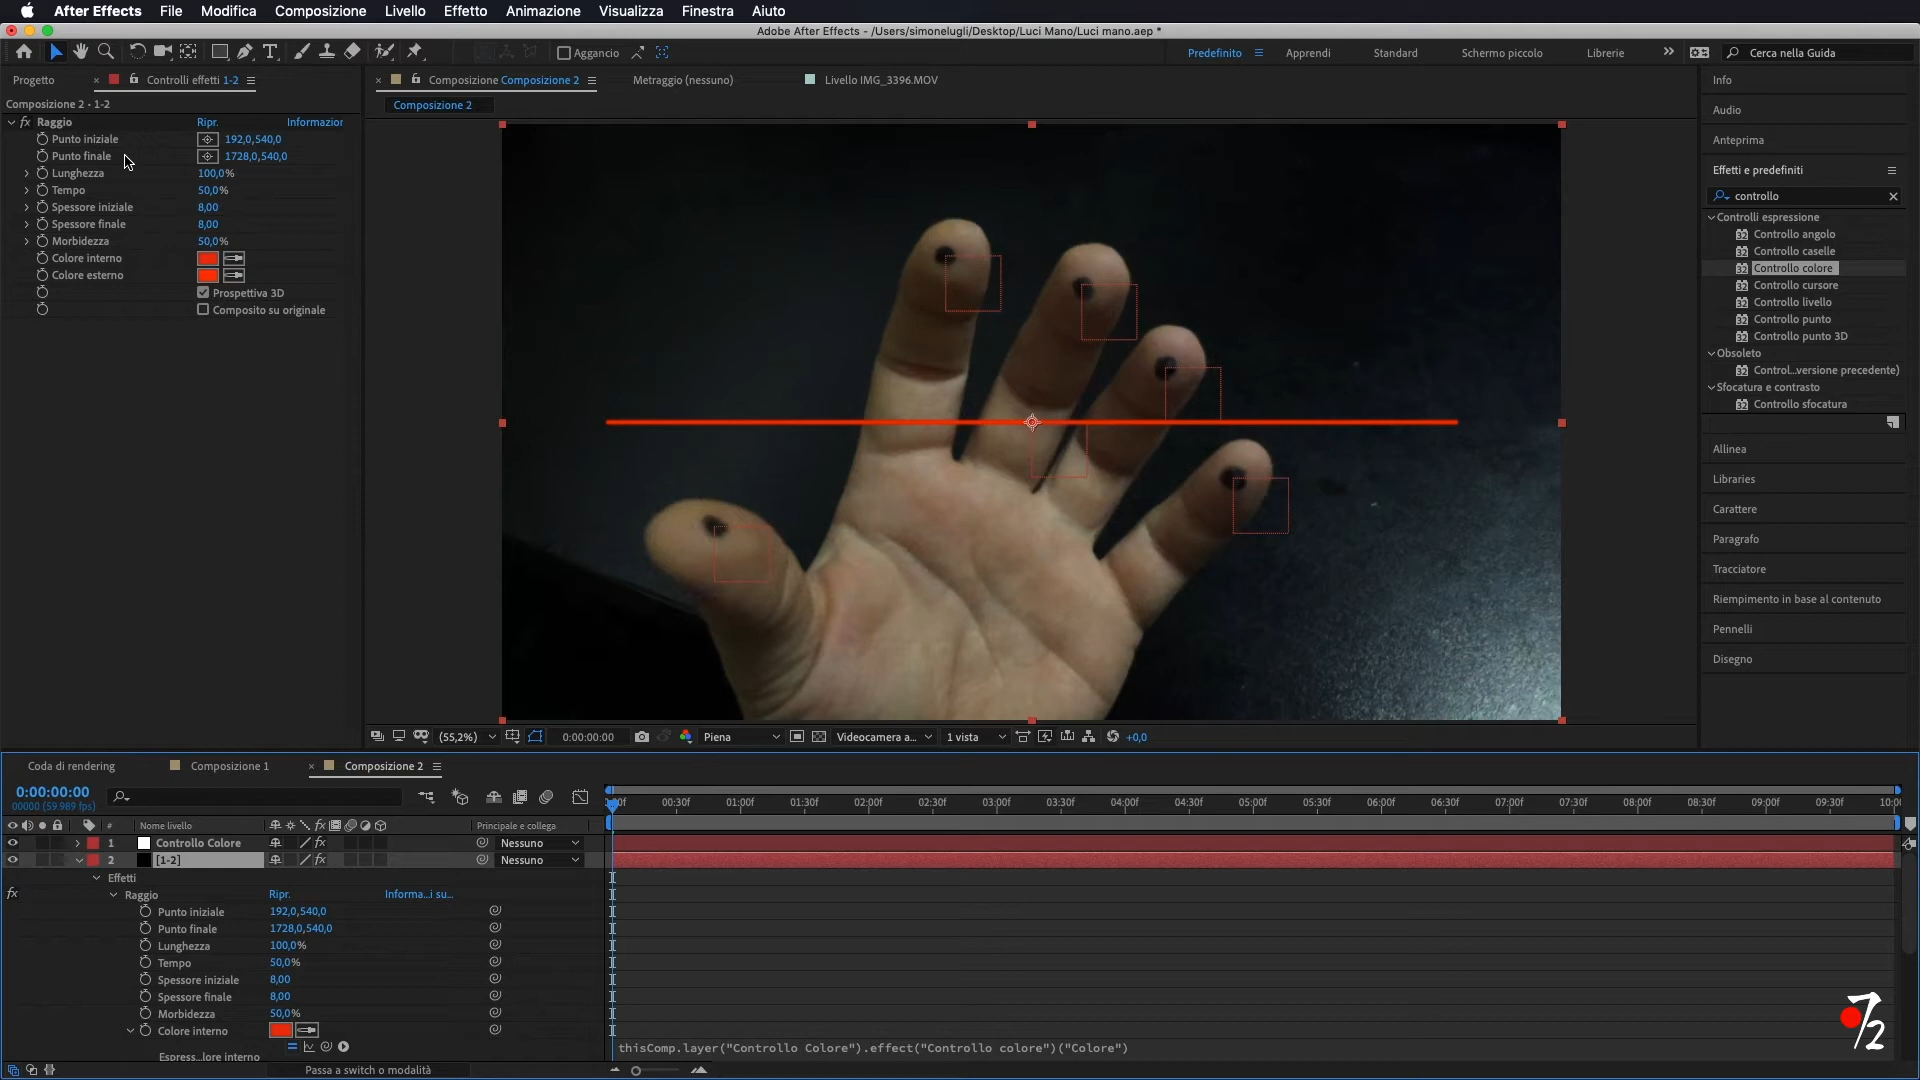 After Effects File Modifica Composizione Livello Effetto Animazione Visualizza Finestra Aiuto
Adobe After Effects - /Users/simonelugli/Desktop/Luci Mano/Luci mano.aep *
Aggancio Predefinito Apprendi Standard Schermo piccolo Librerie Cerca nella Guida
Progetto Controlli effetti 1-2 Composizione Composizione 2 Metraggio (nessuno) Livello IMG_3396.MOV
Composizione 2 • 1-2
Composizione 2
Raggio Ripr. Informazior
Punto iniziale 192,0,540,0
Punto finale 1728,0,540,0
Lunghezza 100,0%
Tempo 50,0%
Spessore iniziale 8,00
Spessore finale 8,00
Morbidezza 50,0%
Colore interno
Colore esterno
Prospettiva 3D
Composito su originale
Info
Audio
Anteprima
Effetti e predefiniti
controllo
Controlli espressione
Controllo angolo
Controllo caselle
Controllo colore
Controllo cursore
Controllo livello
Controllo punto
Controllo punto 3D
Obsoleto
Control...versione precedente)
Sfocatura e contrasto
Controllo sfocatura
Allinea
Libraries
Carattere
Paragrafo
Tracciatore
Riempimento in base al contenuto
Pennelli
Disegno
(55,2%) 0:00:00:00 Piena Videocamera a... 1 vista +0,0
Coda di rendering Composizione 1 Composizione 2
0:00:00:00
00000 (59.989 fps)
00:30f 01:00f 01:30f 02:00f 02:30f 03:00f 03:30f 04:00f 04:30f 05:00f 05:30f 06:00f 06:30f 07:00f 07:30f 08:00f 08:30f 09:00f 09:30f
# Nome livello Principale e collega
1 Controllo Colore Nessuno
2 [1-2] Nessuno
Effetti
fx Raggio Ripr. Informa...i su...
Punto iniziale 192,0,540,0
Punto finale 1728,0,540,0
Lunghezza 100,0%
Tempo 50,0%
Spessore iniziale 8,00
Spessore finale 8,00
Morbidezza 50,0%
Colore interno
Espress...lore interno thisComp.layer("Controllo Colore").effect("Controllo colore")("Colore")
Passa a switch o modalità
7/2